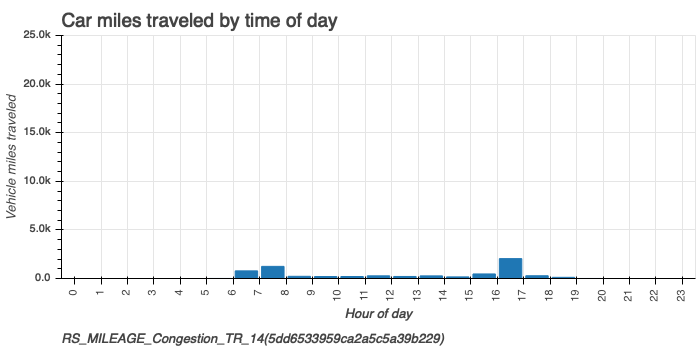 Car miles traveled by time of day
25.0k
20.0k
15.0k
10.0k
5.0k
0.0
Vehicle miles traveled
0 1 2 3 4 5 6 7 8 9 10 11 12 13 14 15 16 17 18 19 20 21 22 23
Hour of day
RS_MILEAGE_Congestion_TR_14(5dd6533959ca2a5c5a39b229)